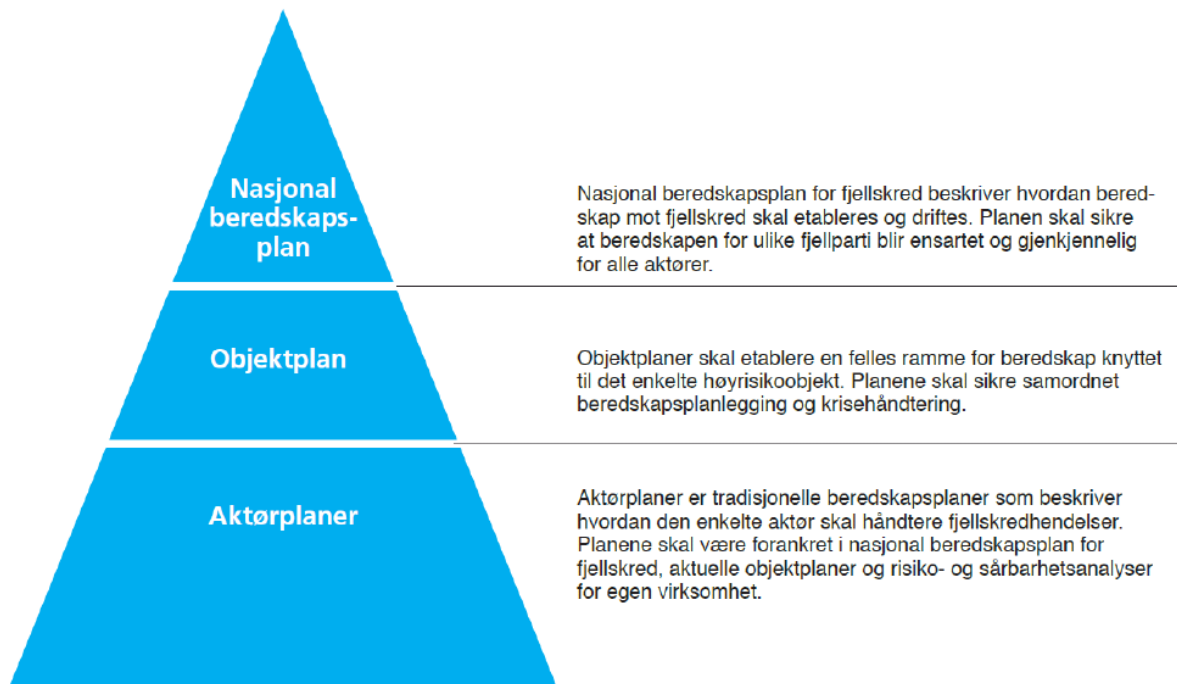 Nasjonal
beredskaps-
plan
Nasjonal beredskapsplan for fjellskred beskriver hvordan bered-
skap mot fjellskred skal etableres og driftes. Planen skal sikre
at beredskapen for ulike fjellparti blir ensartet og gjenkjennelig
for alle aktører.
Objektplan
Objektplaner skal etablere en felles ramme for beredskap knyttet
til det enkelte høyrisikoobjekt. Planene skal sikre samordnet
beredskapsplanlegging og krisehåndtering.
Aktørplaner
Aktørplaner er tradisjonelle beredskapsplaner som beskriver
hvordan den enkelte aktør skal håndtere fjellskredhendelser.
Planene skal være forankret i nasjonal beredskapsplan for
fjellskred, aktuelle objektplaner og risiko- og sårbarhetsanalyser
for egen virksomhet.